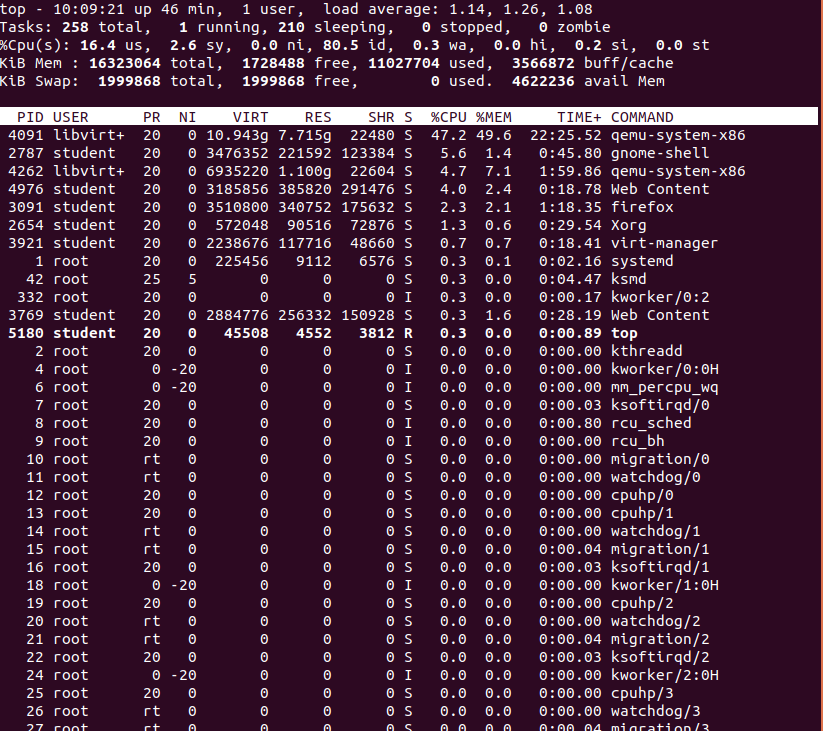 top - 10:09:21 up 46 min,  1 user,  load average: 1.14, 1.26, 1.08
Tasks: 258 total,   1 running, 210 sleeping,   0 stopped,   0 zombie
%Cpu(s): 16.4 us,  2.6 sy,  0.0 ni, 80.5 id,  0.3 wa,  0.0 hi,  0.2 si,  0.0 st
KiB Mem : 16323064 total,  1728488 free, 11027704 used,  3566872 buff/cache
KiB Swap:  1999868 total,  1999868 free,        0 used.  4622236 avail Mem
PID USER      PR  NI    VIRT    RES    SHR S  %CPU %MEM     TIME+ COMMAND
4091 libvirt+  20   0 10.943g 7.715g  22480 S  47.2 49.6  22:25.52 qemu-system-x86
2787 student   20   0 3476352 221592 123384 S   5.6  1.4   0:45.80 gnome-shell
4262 libvirt+  20   0 6935220 1.100g  22604 S   4.7  7.1   1:59.86 qemu-system-x86
4976 student   20   0 3185856 385820 291476 S   4.0  2.4   0:18.78 Web Content
3091 student   20   0 3510800 340752 175632 S   2.3  2.1   1:18.35 firefox
2654 student   20   0  572048  90516  72876 S   1.3  0.6   0:29.54 Xorg
3921 student   20   0 2238676 117716  48660 S   0.7  0.7   0:18.41 virt-manager
1 root      20   0  225456   9112   6576 S   0.3  0.1   0:02.16 systemd
42 root      25   5       0      0      0 S   0.3  0.0   0:04.47 ksmd
332 root      20   0       0      0      0 I   0.3  0.0   0:00.17 kworker/0:2
3769 student   20   0 2884776 256332 150928 S   0.3  1.6   0:28.19 Web Content
5180 student   20   0   45508   4552   3812 R   0.3  0.0   0:00.89 top
2 root      20   0       0      0      0 S   0.0  0.0   0:00.00 kthreadd
4 root       0 -20       0      0      0 I   0.0  0.0   0:00.00 kworker/0:0H
6 root       0 -20       0      0      0 I   0.0  0.0   0:00.00 mm_percpu_wq
7 root      20   0       0      0      0 S   0.0  0.0   0:00.03 ksoftirqd/0
8 root      20   0       0      0      0 I   0.0  0.0   0:00.80 rcu_sched
9 root      20   0       0      0      0 I   0.0  0.0   0:00.00 rcu_bh
10 root      rt   0       0      0      0 S   0.0  0.0   0:00.00 migration/0
11 root      rt   0       0      0      0 S   0.0  0.0   0:00.00 watchdog/0
12 root      20   0       0      0      0 S   0.0  0.0   0:00.00 cpuhp/0
13 root      20   0       0      0      0 S   0.0  0.0   0:00.00 cpuhp/1
14 root      rt   0       0      0      0 S   0.0  0.0   0:00.00 watchdog/1
15 root      rt   0       0      0      0 S   0.0  0.0   0:00.04 migration/1
16 root      20   0       0      0      0 S   0.0  0.0   0:00.03 ksoftirqd/1
18 root       0 -20       0      0      0 I   0.0  0.0   0:00.00 kworker/1:0H
19 root      20   0       0      0      0 S   0.0  0.0   0:00.00 cpuhp/2
20 root      rt   0       0      0      0 S   0.0  0.0   0:00.00 watchdog/2
21 root      rt   0       0      0      0 S   0.0  0.0   0:00.04 migration/2
22 root      20   0       0      0      0 S   0.0  0.0   0:00.03 ksoftirqd/2
24 root       0 -20       0      0      0 I   0.0  0.0   0:00.00 kworker/2:0H
25 root      20   0       0      0      0 S   0.0  0.0   0:00.00 cpuhp/3
26 root      rt   0       0      0      0 S   0.0  0.0   0:00.00 watchdog/3
27 root      rt   0       0      0      0 S   0.0  0.0   0:00.04 migration/3